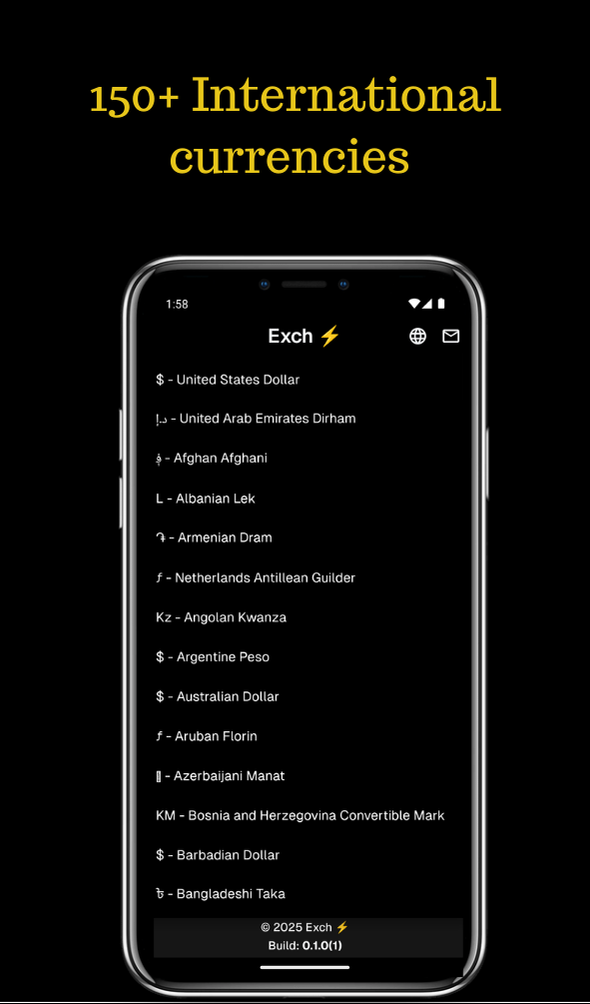 150+ International
currencies
1:58
Exch ⚡
$ - United States Dollar
د.إ - United Arab Emirates Dirham
؋ - Afghan Afghani
L - Albanian Lek
֏ - Armenian Dram
ƒ - Netherlands Antillean Guilder
Kz - Angolan Kwanza
$ - Argentine Peso
$ - Australian Dollar
ƒ - Aruban Florin
- Azerbaijani Manat
KM - Bosnia and Herzegovina Convertible Mark
$ - Barbadian Dollar
৳ - Bangladeshi Taka
© 2025 Exch ⚡
Build: 0.1.0(1)